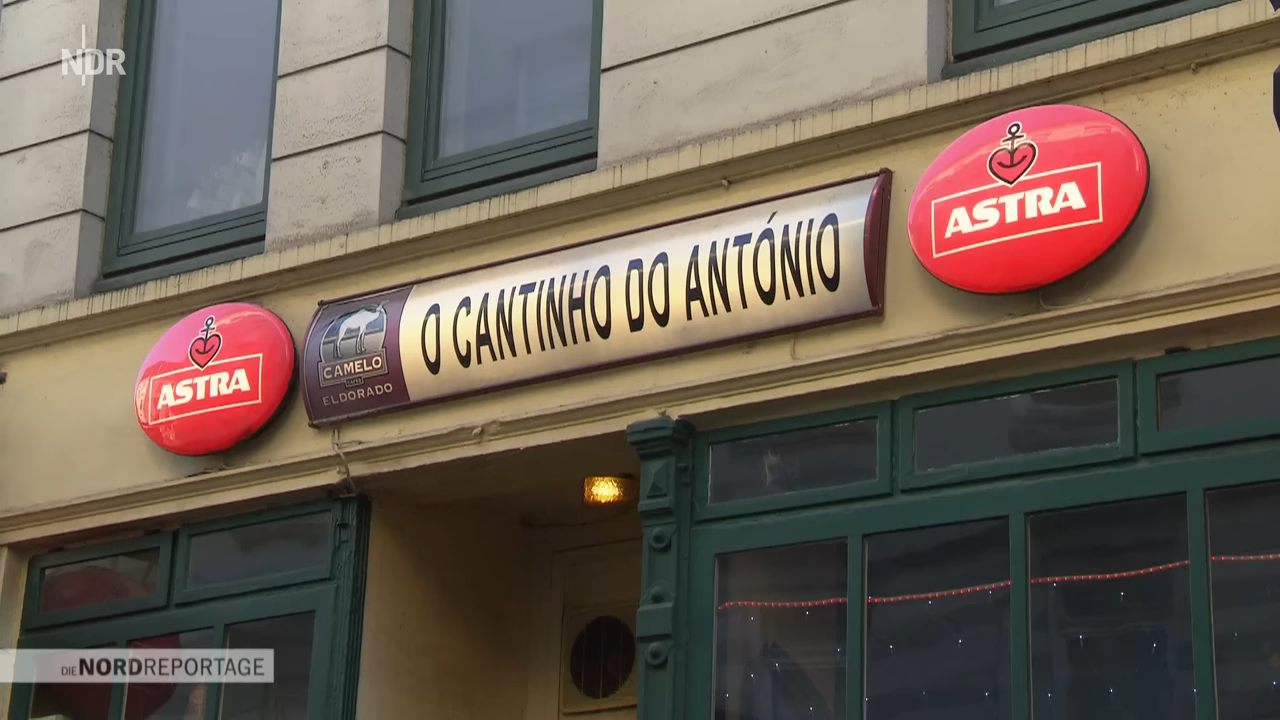 NDR
ASTRA
O CANTINHO DO ANTÓNIO
CAMELO
ELDORADO
ASTRA
DIE NORDREPORTAGE